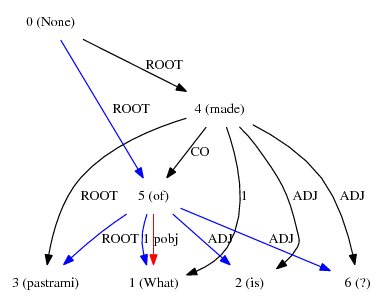 0 (None)
ROOT
ROOT
4 (made)
CO
ROOT
5 (of)
1
ADJ
ADJ
ROOT
1
pobj
ADJ
ADJ
3 (pastrami)
1 (What)
2 (is)
6 (?)